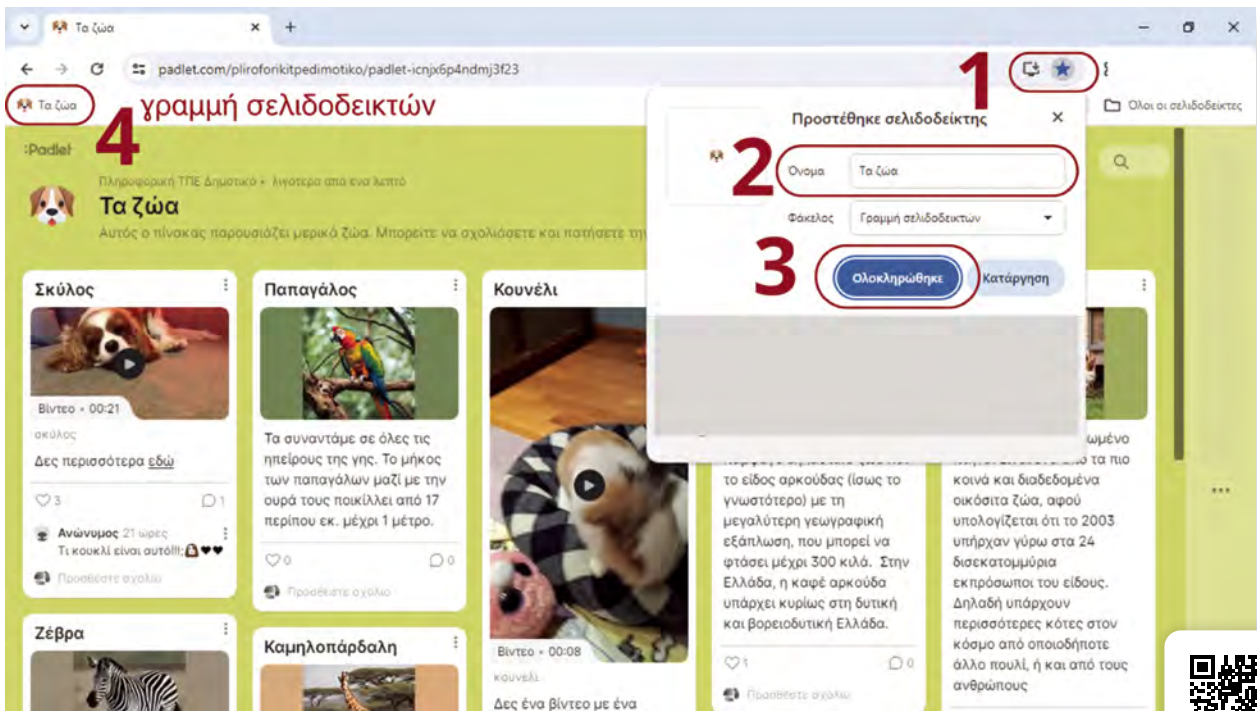 Τα ζώα
padlet.com/pliroforikitpedimotiko/padlet-icnjx6p4ndmj3f23
1
Τα ζώα
4 γραμμή σελιδοδεικτών
Όλοι οι σελιδοδείκτες
Προστέθηκε σελιδοδείκτης
2
Όνομα Τα ζώα
Φάκελος Γραμμή σελιδοδεικτών
3
Ολοκληρώθηκε Κατάργηση
:Padlet
Πληροφορική ΤΠΕ Δημοτικό • λιγότερο από ένα λεπτό
Τα ζώα
Αυτός ο πίνακας παρουσιάζει μερικά ζώα. Μπορείτε να σχολιάσετε και πατήσετε την
Σκύλος
Βίντεο • 00:21
σκύλος
Δες περισσότερα εδώ
3 1
Ανώνυμος 21 ώρες
Τι κουκλί είναι αυτό!!!;
Προσθέστε σχόλιο
Ζέβρα
Παπαγάλος
Τα συναντάμε σε όλες τις
ηπείρους της γης. Το μήκος
των παπαγάλων μαζί με την
ουρά τους ποικίλλει από 17
περίπου εκ. μέχρι 1 μέτρο.
0 0
Προσθέστε σχόλιο
Καμηλοπάρδαλη
Κουνέλι
Βίντεο • 00:08
κουνέλι
Δες ένα βίντεο με ένα
το είδος αρκούδας (ίσως το
γνωστότερο) με τη
μεγαλύτερη γεωγραφική
εξάπλωση, που μπορεί να
φτάσει μέχρι 300 κιλά. Στην
Ελλάδα, η καφέ αρκούδα
υπάρχει κυρίως στη δυτική
και βορειοδυτική Ελλάδα.
1 0
Προσθέστε σχόλιο
ωμένο
τα πιο
κοινά και διαδεδομένα
οικόσιτα ζώα, αφού
υπολογίζεται ότι το 2003
υπήρχαν γύρω στα 24
δισεκατομμύρια
εκπρόσωποι του είδους.
Δηλαδή υπάρχουν
περισσότερες κότες στον
κόσμο από οποιοδήποτε
άλλο πουλί, ή και από τους
ανθρώπους